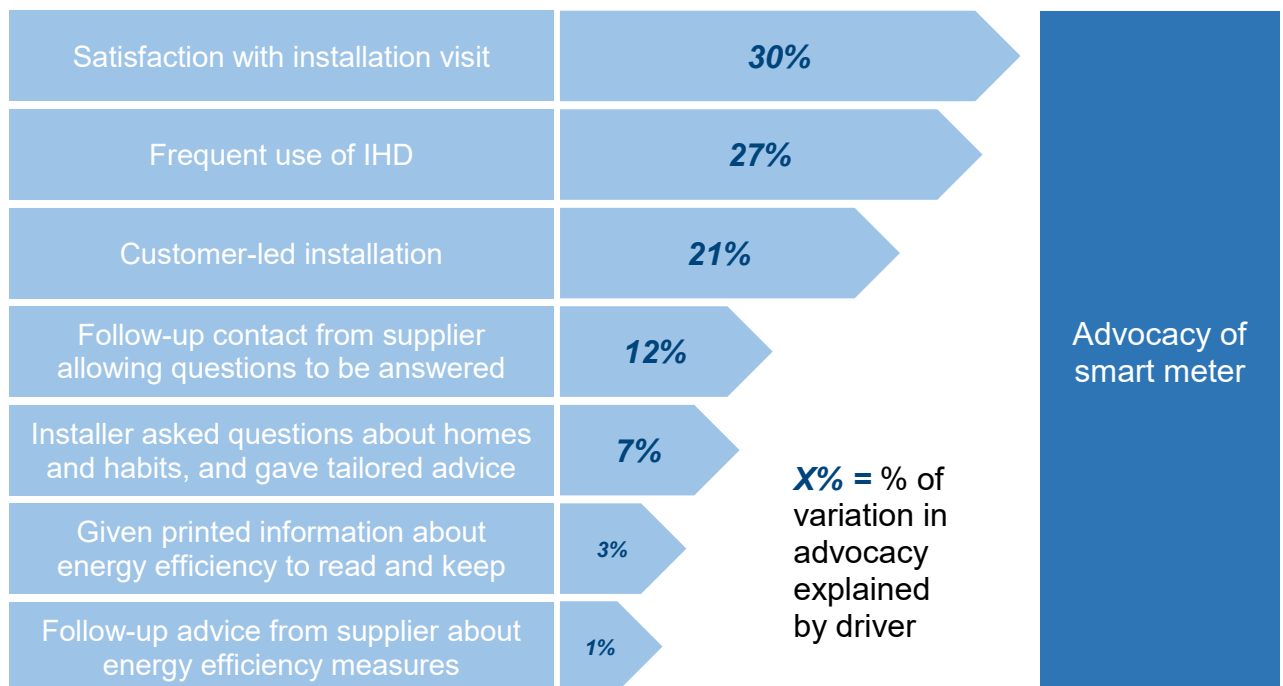 Satisfaction with installation visit
30%
Frequent use of IHD
27%
Customer-led installation
21%
Follow-up contact from supplier
allowing questions to be answered
12%
Installer asked questions about homes
and habits, and gave tailored advice
7%
Given printed information about
energy efficiency to read and keep
3%
Follow-up advice from supplier about
energy efficiency measures
1%
X% = % of
variation in
advocacy
explained
by driver
Advocacy of
smart meter